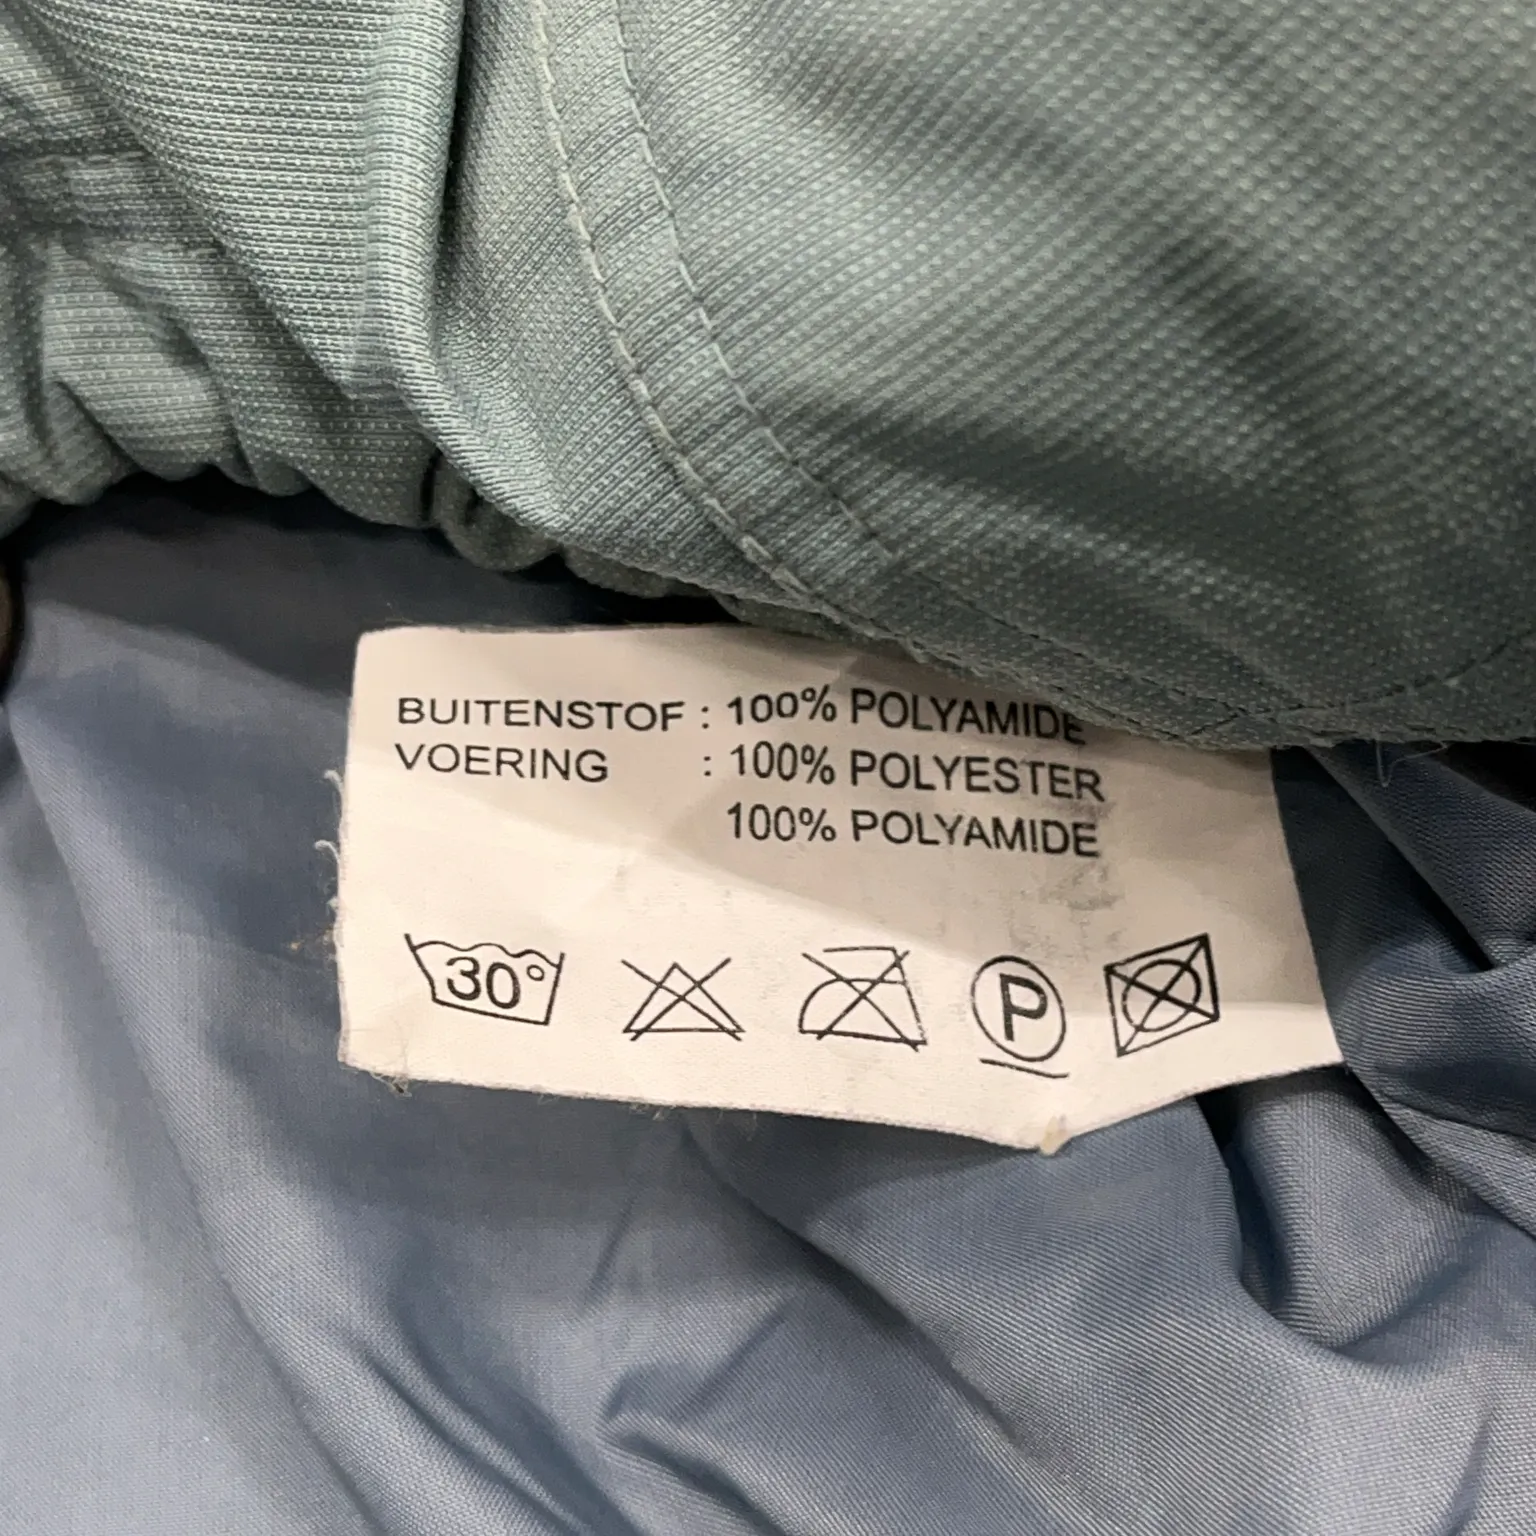 BUITENSTOF : 100% POLYAMIDE
VOERING : 100% POLYESTER
100% POLYAMIDE
30°
P